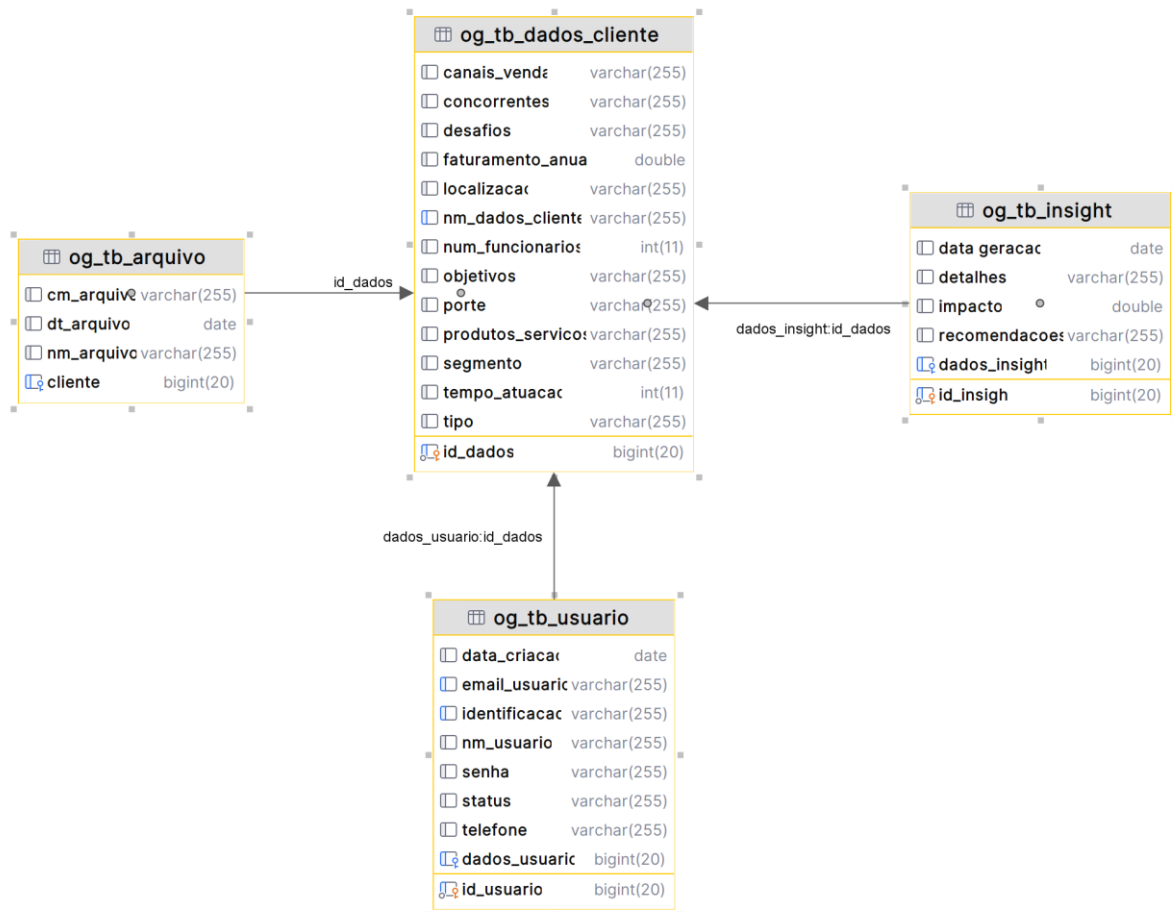 og_tb_dados_cliente
canais_venda varchar(255)
concorrentes varchar(255)
desafios varchar(255)
faturamento_anua double
localizacac varchar(255)
nm_dados_cliente varchar(255)
num_funcionarios int(11)
objetivos varchar(255)
porte varchar(255)
produtos_servicos varchar(255)
segmento varchar(255)
tempo_atuacac int(11)
tipo varchar(255)
id_dados bigint(20)
og_tb_arquivo
cm_arquivo varchar(255)
dt_arquivo date
nm_arquivo varchar(255)
cliente bigint(20)
id_dados
og_tb_insight
data geracac date
detalhes varchar(255)
impacto double
recomendacoes varchar(255)
dados_insight bigint(20)
id_insigh bigint(20)
dados_insight:id_dados
dados_usuario:id_dados
og_tb_usuario
data_criacac date
email_usuario varchar(255)
identificacac varchar(255)
nm_usuario varchar(255)
senha varchar(255)
status varchar(255)
telefone varchar(255)
dados_usuario bigint(20)
id_usuario bigint(20)